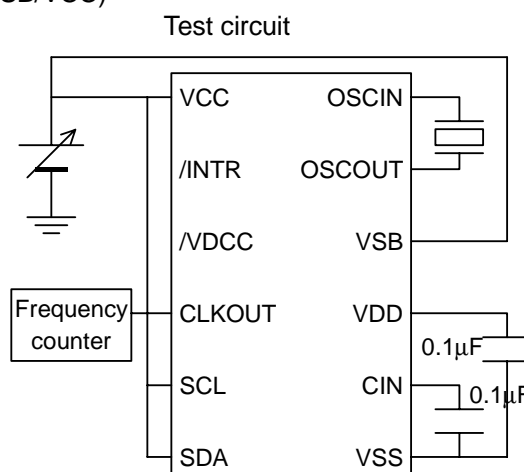 Test circuit
VCC OSCIN
/INTR OSCOUT
/VDCC VSB
Frequency
counter
CLKOUT VDD
0.1μF
SCL CIN
0.1μF
SDA VSS